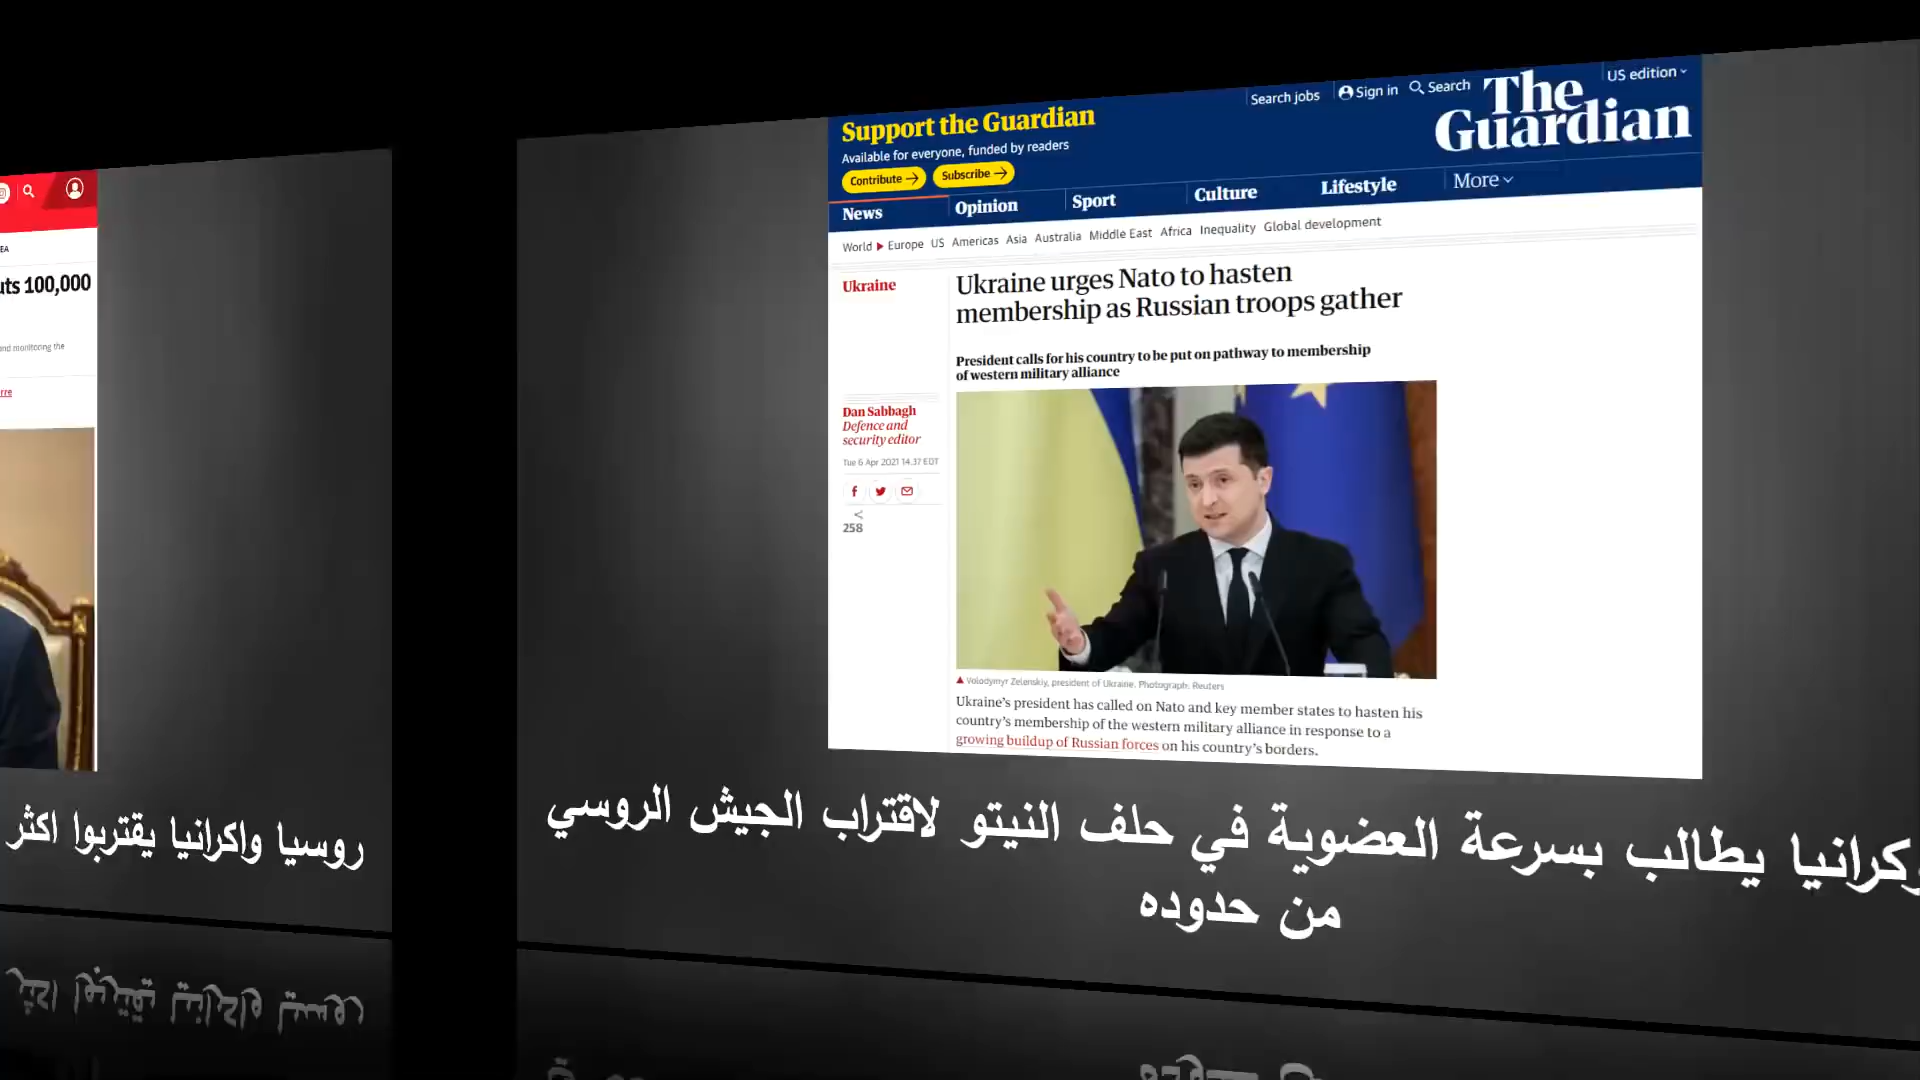 EA
100,000
and monitoring the
Support the Guardian
Available for everyone, funded by readers
Contribute →
Subscribe →
Search jobs
Sign in
Search
US edition
The
Guardian
News
Opinion
Sport
Culture
Lifestyle
More
World
Europe
US
Americas
Asia
Australia
Middle East
Africa
Inequality
Global development
Ukraine
Ukraine urges Nato to hasten
membership as Russian troops gather
President calls for his country to be put on pathway to membership
of western military alliance
Dan Sabbagh
Defence and
security editor
Tue 6 Apr 2021 14.37 EDT
258
Volodymyr Zelenskiy, president of Ukraine. Photograph: Reuters
Ukraine's president has called on Nato and key member states to hasten his
country's membership of the western military alliance in response to a
growing buildup of Russian forces on his country's borders.
يطالب بسرعة العضوية في حلف النيتو لاقتراب الجيش الروسي
من حدوده
روسيا واكرانيا يقتربوا اكثر